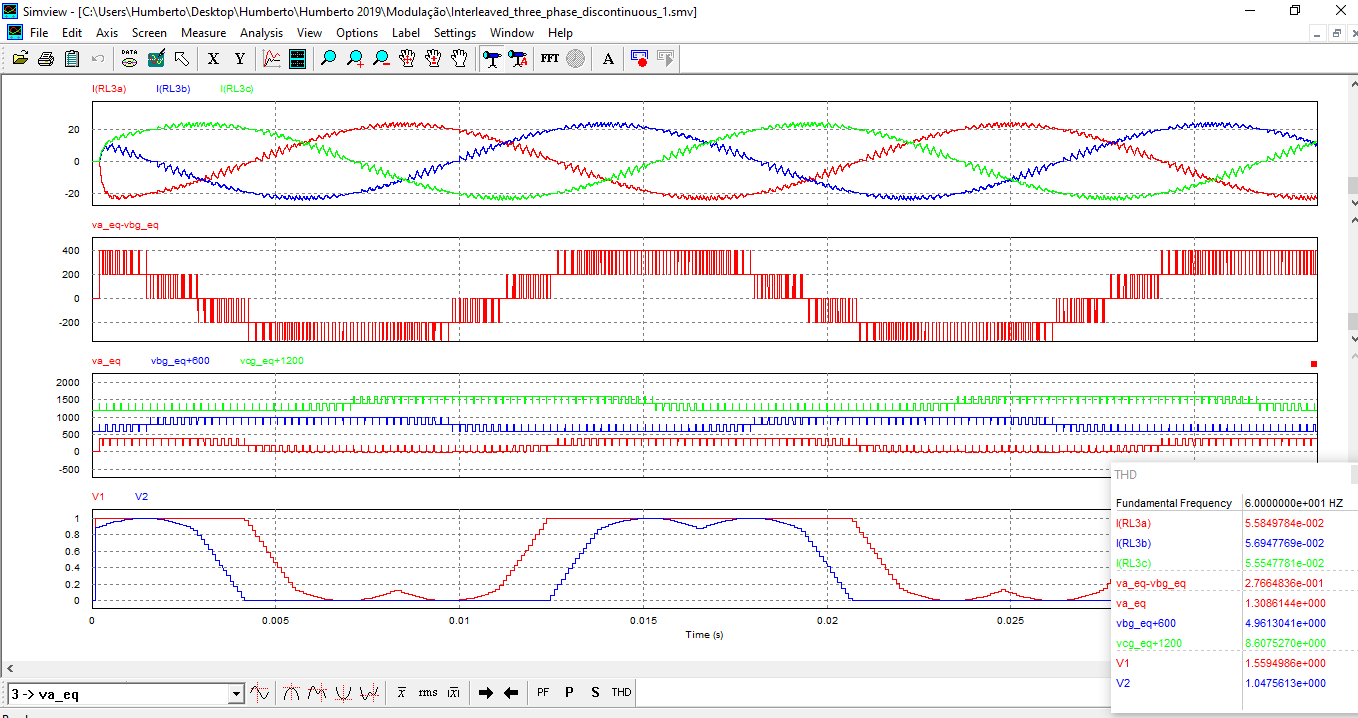 Simview - [C:\Users\Humberto\Desktop\Humberto\Humberto 2019\Modulação\Interleaved_three_phase_discontinuous_1.smv]
File Edit Axis Screen Measure Analysis View Options Label Settings Window Help
DATA X Y FFT A
I(RL3a) I(RL3b) I(RL3c)
20
0
-20
va_eq-vbg_eq
400
200
0
-200
va_eq vbg_eq+600 vcg_eq+1200
2000
1500
1000
500
0
-500
V1 V2
1
0.8
0.6
0.4
0.2
0
0 0.005 0.01 0.015 0.02 0.025
Time (s)
THD
Fundamental Frequency 6.0000000e+001 HZ
I(RL3a) 5.5849784e-002
I(RL3b) 5.6947769e-002
I(RL3c) 5.5547781e-002
va_eq-vbg_eq 2.7664836e-001
va_eq 1.3086144e+000
vbg_eq+600 4.9613041e+000
vcg_eq+1200 8.6075270e+000
V1 1.5594986e+000
V2 1.0475613e+000
3 -> va_eq x rms |x| PF P S THD